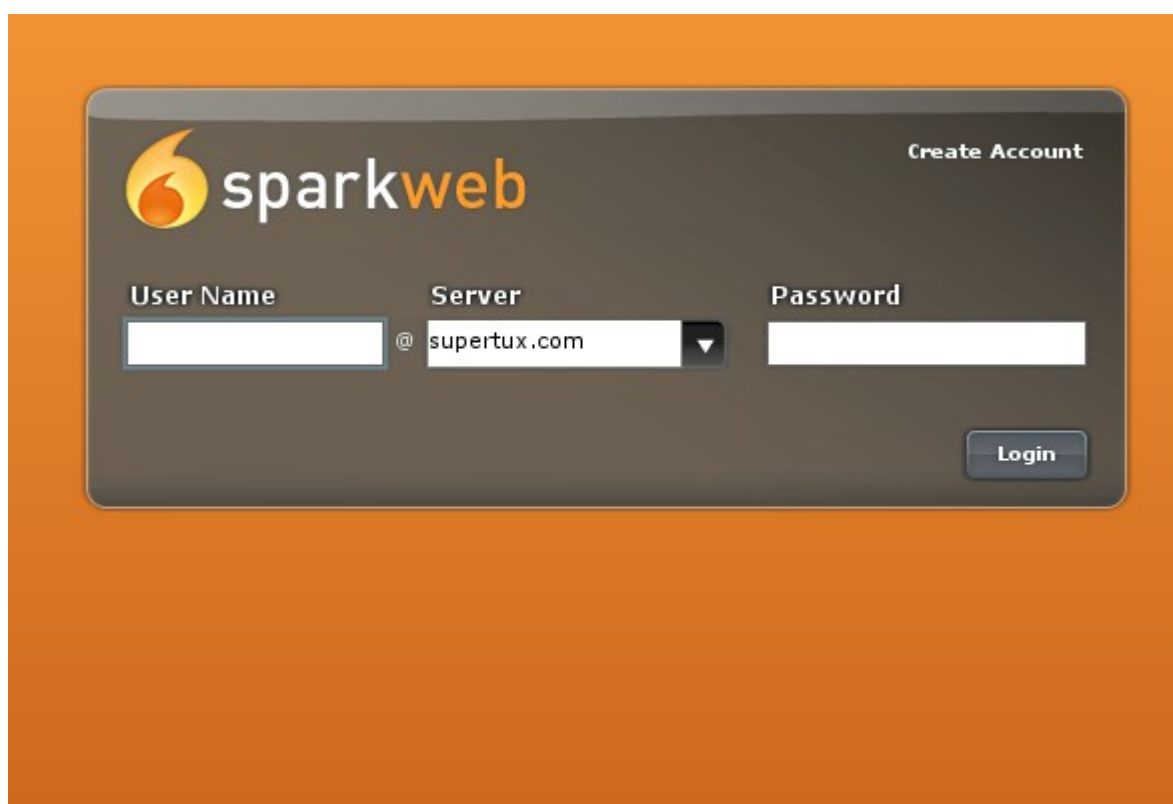 sparkweb
Create Account
User Name
Server
Password
@
supertux.com
Login